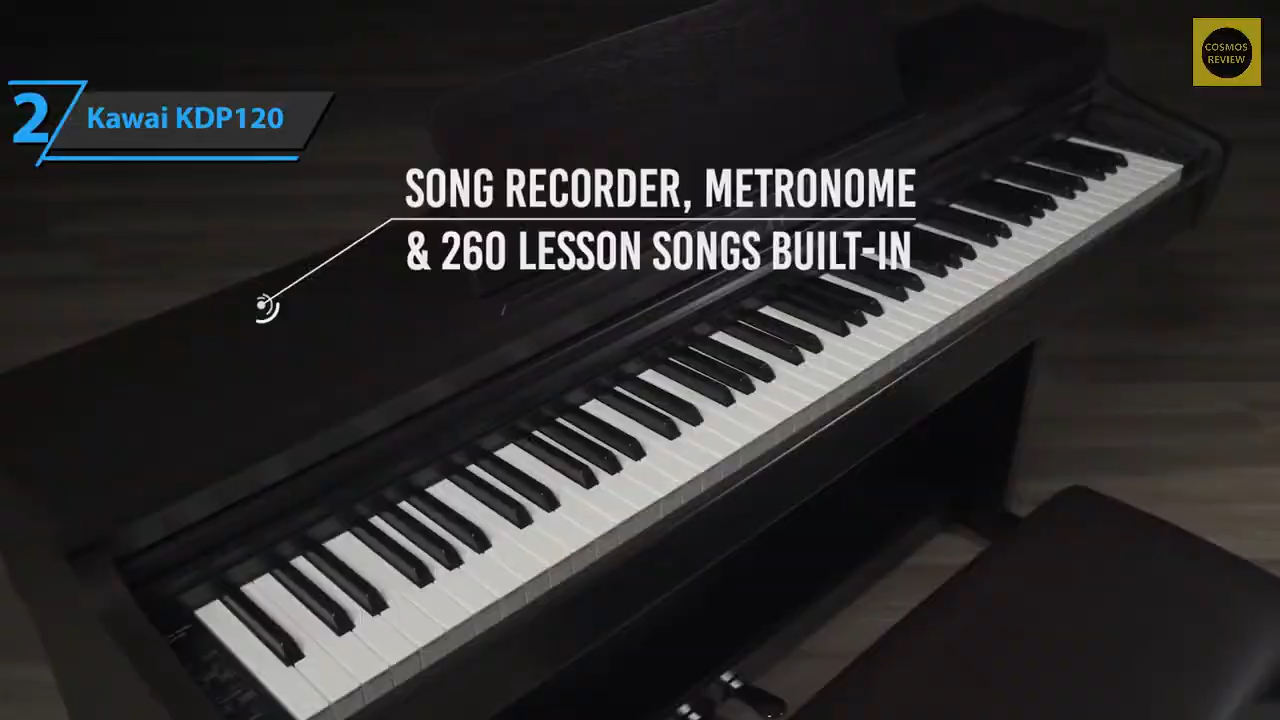 2
Kawai KDP120
COSMOS
REVIEW
SONG RECORDER, METRONOME
& 260 LESSON SONGS BUILT-IN